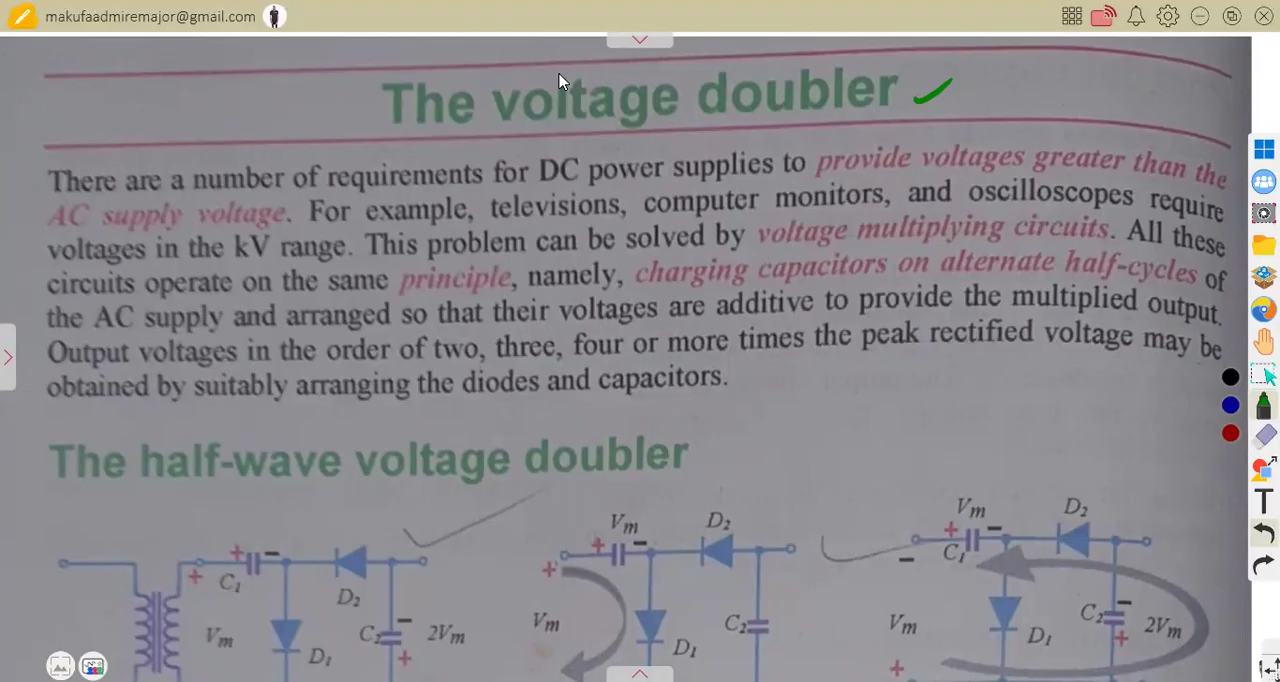 makufaadmiremajor@gmail.com
The voltage doubler
There are a number of requirements for DC power supplies to provide voltages greater than the
AC supply voltage. For example, televisions, computer monitors, and oscilloscopes require
voltages in the kV range. This problem can be solved by voltage multiplying circuits. All these
circuits operate on the same principle, namely, charging capacitors on alternate half-cycles of
the AC supply and arranged so that their voltages are additive to provide the multiplied output.
Output voltages in the order of two, three, four or more times the peak rectified voltage may be
obtained by suitably arranging the diodes and capacitors.
The half-wave voltage doubler
+ − C₁ D₂ + Vₘ D₁ C₂ − + 2Vₘ
Vₘ D₂ + − + Vₘ D₁ C₂
Vₘ D₂ + − C₁ − Vₘ + D₁ C₂ − + 2Vₘ
T